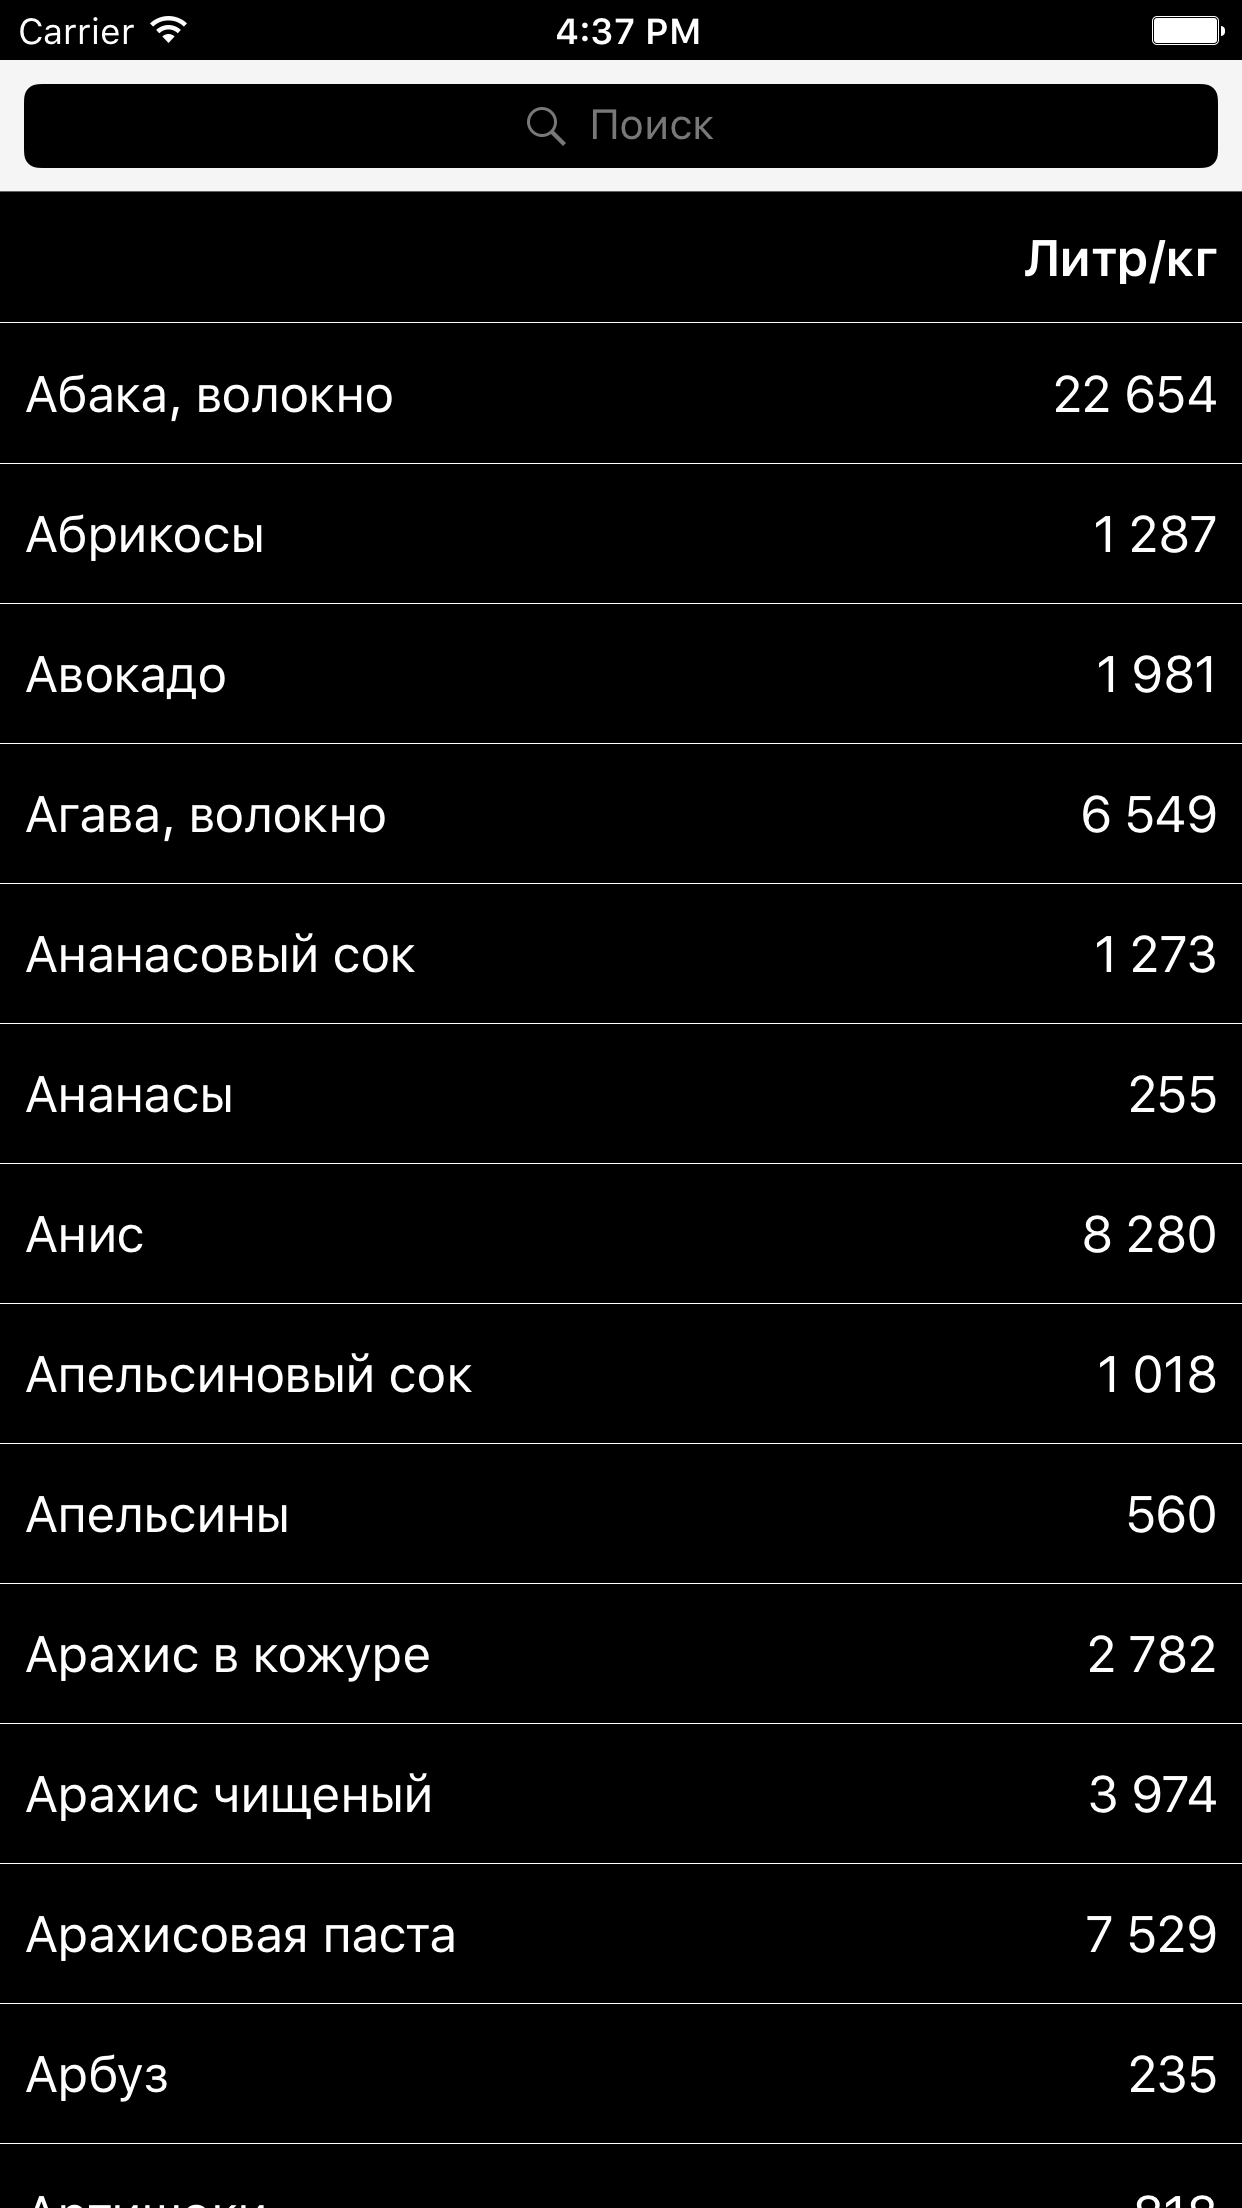 Carrier 4:37 PM
Поиск
Литр/кг
Абака, волокно 22 654
Абрикосы 1 287
Авокадо 1 981
Агава, волокно 6 549
Ананасовый сок 1 273
Ананасы 255
Анис 8 280
Апельсиновый сок 1 018
Апельсины 560
Арахис в кожуре 2 782
Арахис чищеный 3 974
Арахисовая паста 7 529
Арбуз 235
Артишоки 818